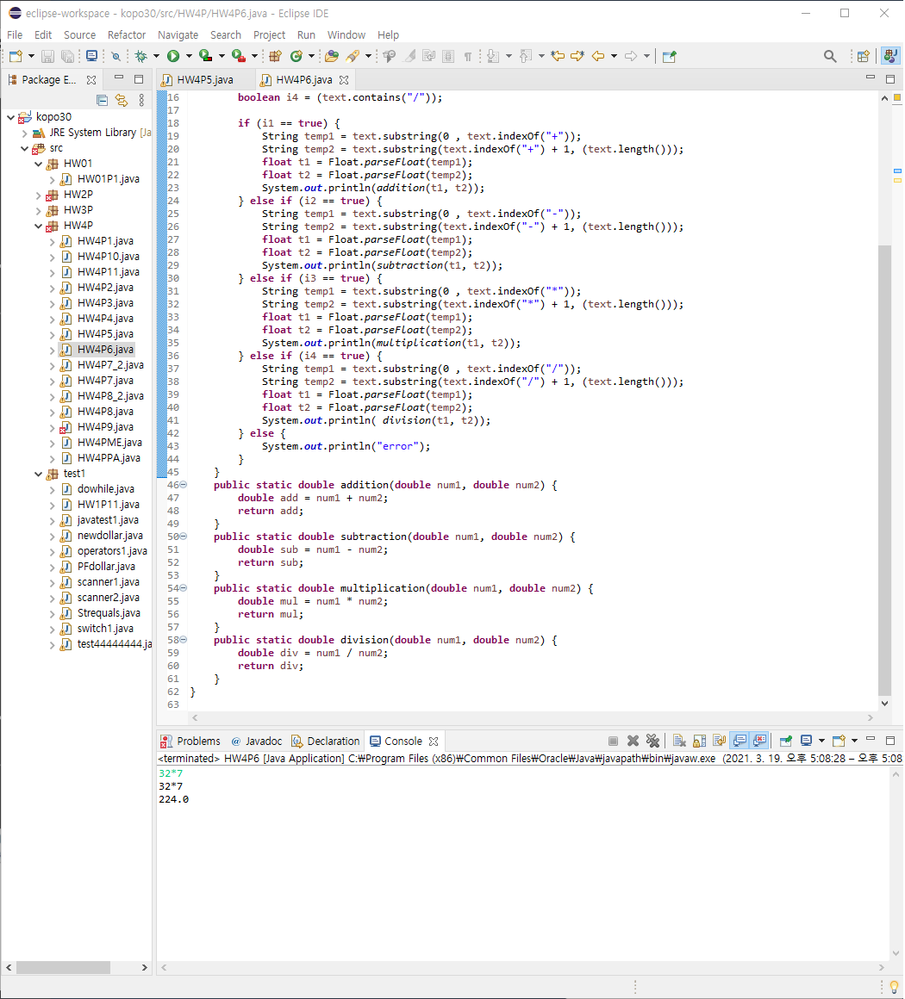 eclipse-workspace - kopo30/src/HW4P/HW4P6.java - Eclipse IDE
File Edit Source Refactor Navigate Search Project Run Window Help
Package E...
kopo30
JRE System Library [Ja
src
HW01
HW01P1.java
HW2P
HW3P
HW4P
HW4P1.java
HW4P10.java
HW4P11.java
HW4P2.java
HW4P3.java
HW4P4.java
HW4P5.java
HW4P6.java
HW4P7_2.java
HW4P7.java
HW4P8_2.java
HW4P8.java
HW4P9.java
HW4PME.java
HW4PPA.java
test1
dowhile.java
HW1P11.java
javatest1.java
newdollar.java
operators1.java
PFdollar.java
scanner1.java
scanner2.java
Strequals.java
switch1.java
test44444444.ja
HW4P5.java HW4P6.java
16 boolean i4 = (text.contains("/"));
17
18 if (i1 == true) {
19 String temp1 = text.substring(0 , text.indexOf("+"));
20 String temp2 = text.substring(text.indexOf("+") + 1, (text.length()));
21 float t1 = Float.parseFloat(temp1);
22 float t2 = Float.parseFloat(temp2);
23 System.out.println(addition(t1, t2));
24 } else if (i2 == true) {
25 String temp1 = text.substring(0 , text.indexOf("-"));
26 String temp2 = text.substring(text.indexOf("-") + 1, (text.length()));
27 float t1 = Float.parseFloat(temp1);
28 float t2 = Float.parseFloat(temp2);
29 System.out.println(subtraction(t1, t2));
30 } else if (i3 == true) {
31 String temp1 = text.substring(0 , text.indexOf("*"));
32 String temp2 = text.substring(text.indexOf("*") + 1, (text.length()));
33 float t1 = Float.parseFloat(temp1);
34 float t2 = Float.parseFloat(temp2);
35 System.out.println(multiplication(t1, t2));
36 } else if (i4 == true) {
37 String temp1 = text.substring(0 , text.indexOf("/"));
38 String temp2 = text.substring(text.indexOf("/") + 1, (text.length()));
39 float t1 = Float.parseFloat(temp1);
40 float t2 = Float.parseFloat(temp2);
41 System.out.println( division(t1, t2));
42 } else {
43 System.out.println("error");
44 }
45 }
46 public static double addition(double num1, double num2) {
47 double add = num1 + num2;
48 return add;
49 }
50 public static double subtraction(double num1, double num2) {
51 double sub = num1 - num2;
52 return sub;
53 }
54 public static double multiplication(double num1, double num2) {
55 double mul = num1 * num2;
56 return mul;
57 }
58 public static double division(double num1, double num2) {
59 double div = num1 / num2;
60 return div;
61 }
62 }
63
Problems @ Javadoc Declaration Console
<terminated> HW4P6 [Java Application] C:₩Program Files (x86)₩Common Files₩Oracle₩Java₩javapath₩bin₩javaw.exe (2021. 3. 19. 오후 5:08:28 – 오후 5:08
32*7
32*7
224.0